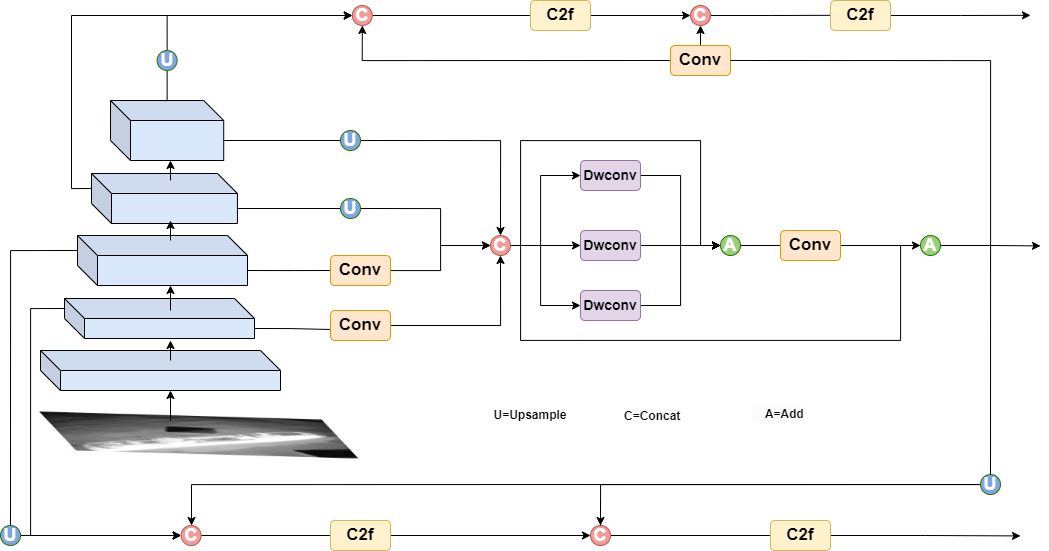 C
C2f
C
C2f
U
Conv
U
Dwconv
U
C
Dwconv
A
Conv
A
Conv
Dwconv
Conv
U=Upsample
C=Concat
A=Add
U
U
C
C2f
C
C2f